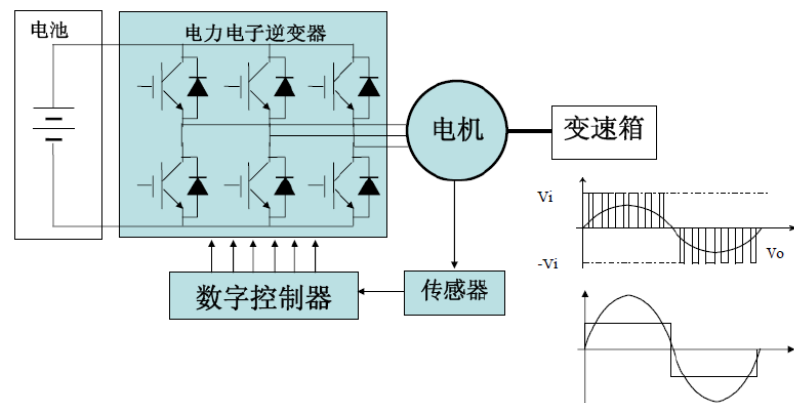 电池
电力电子逆变器
电机
变速箱
Vi
-Vi
Vo
数字控制器
传感器